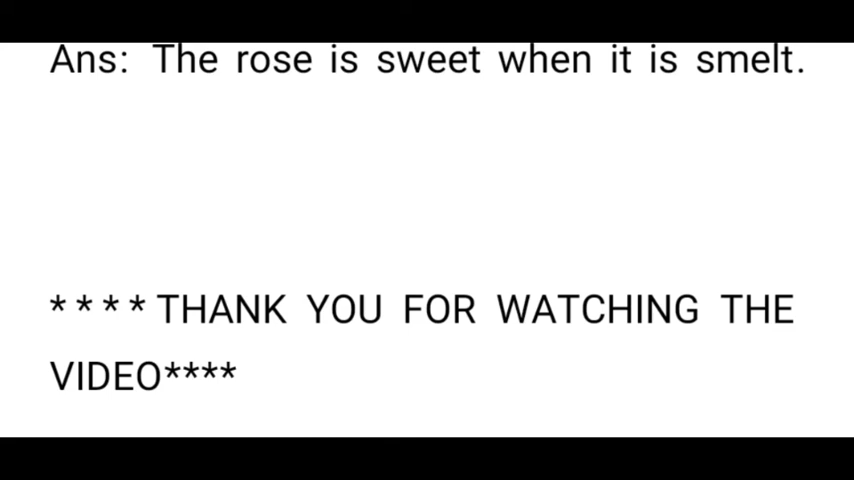 Ans: The rose is sweet when it is smelt.
* * * * THANK YOU FOR WATCHING THE
VIDEO****